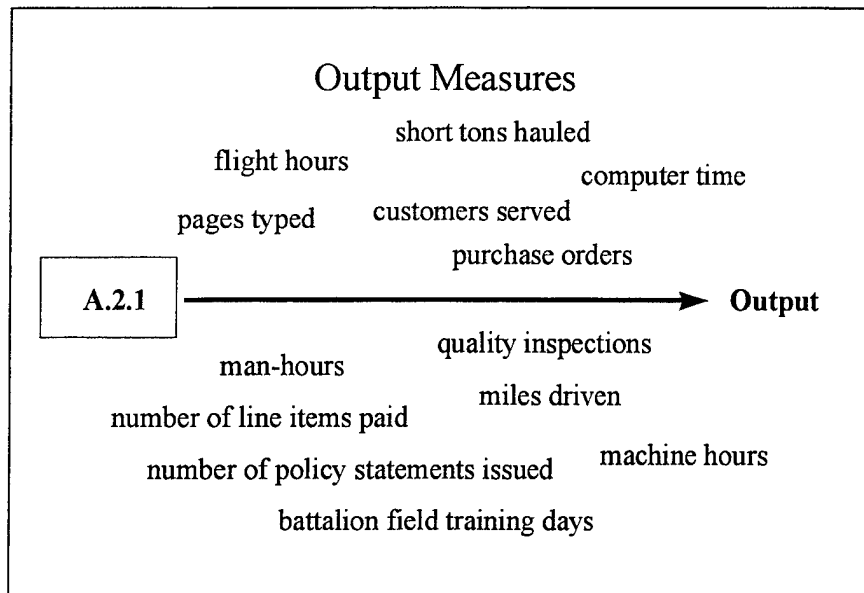 Output Measures
short tons hauled
flight hours
computer time
pages typed
customers served
purchase orders
A.2.1
Output
quality inspections
man-hours
miles driven
number of line items paid
machine hours
number of policy statements issued
battalion field training days